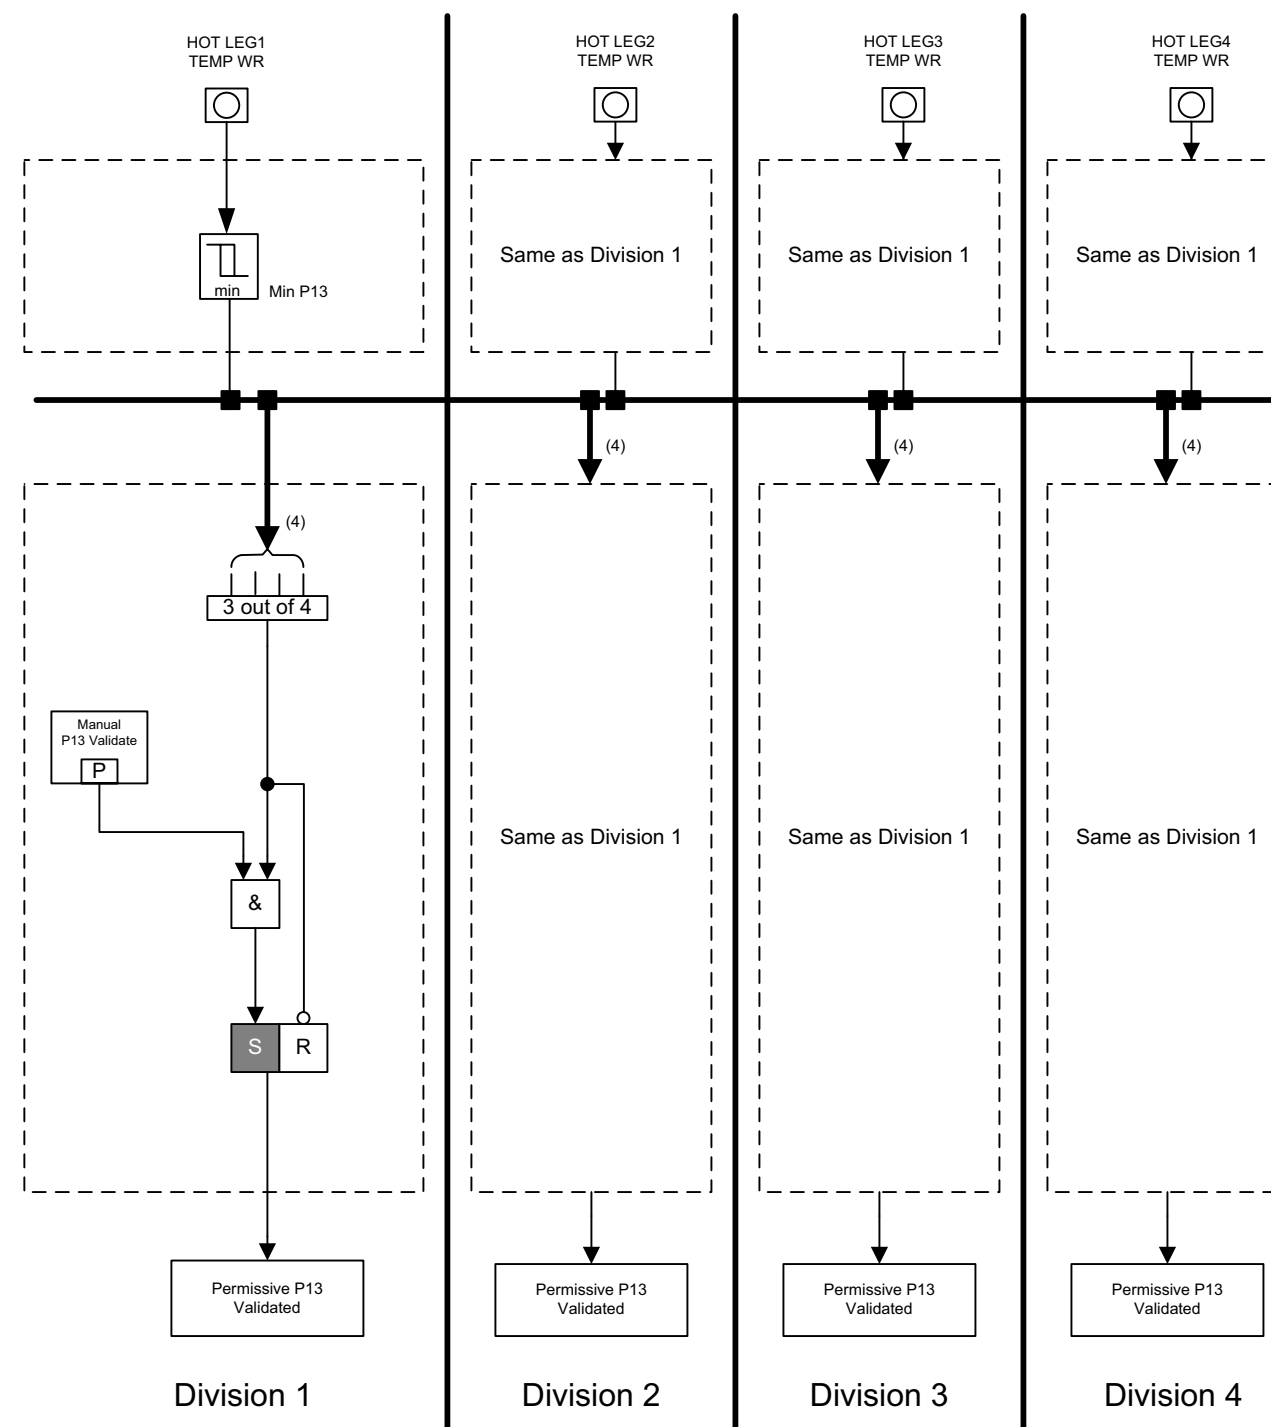 HOT LEG1
TEMP WR
HOT LEG2
TEMP WR
HOT LEG3
TEMP WR
HOT LEG4
TEMP WR
min
Min P13
Same as Division 1
Same as Division 1
Same as Division 1
(4)
(4)
(4)
(4)
3 out of 4
Manual
P13 Validate
P
&
S
R
Same as Division 1
Same as Division 1
Same as Division 1
Permissive P13
Validated
Permissive P13
Validated
Permissive P13
Validated
Permissive P13
Validated
Division 1
Division 2
Division 3
Division 4